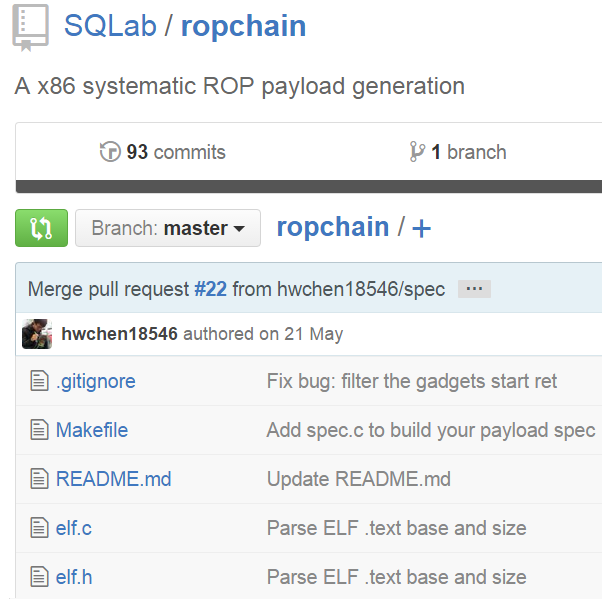 SQLab / ropchain
A x86 systematic ROP payload generation
93 commits 1 branch
Branch: master ropchain / +
Merge pull request #22 from hwchen18546/spec ...
hwchen18546 authored on 21 May
.gitignore Fix bug: filter the gadgets start ret
Makefile Add spec.c to build your payload spec
README.md Update README.md
elf.c Parse ELF .text base and size
elf.h Parse ELF .text base and size